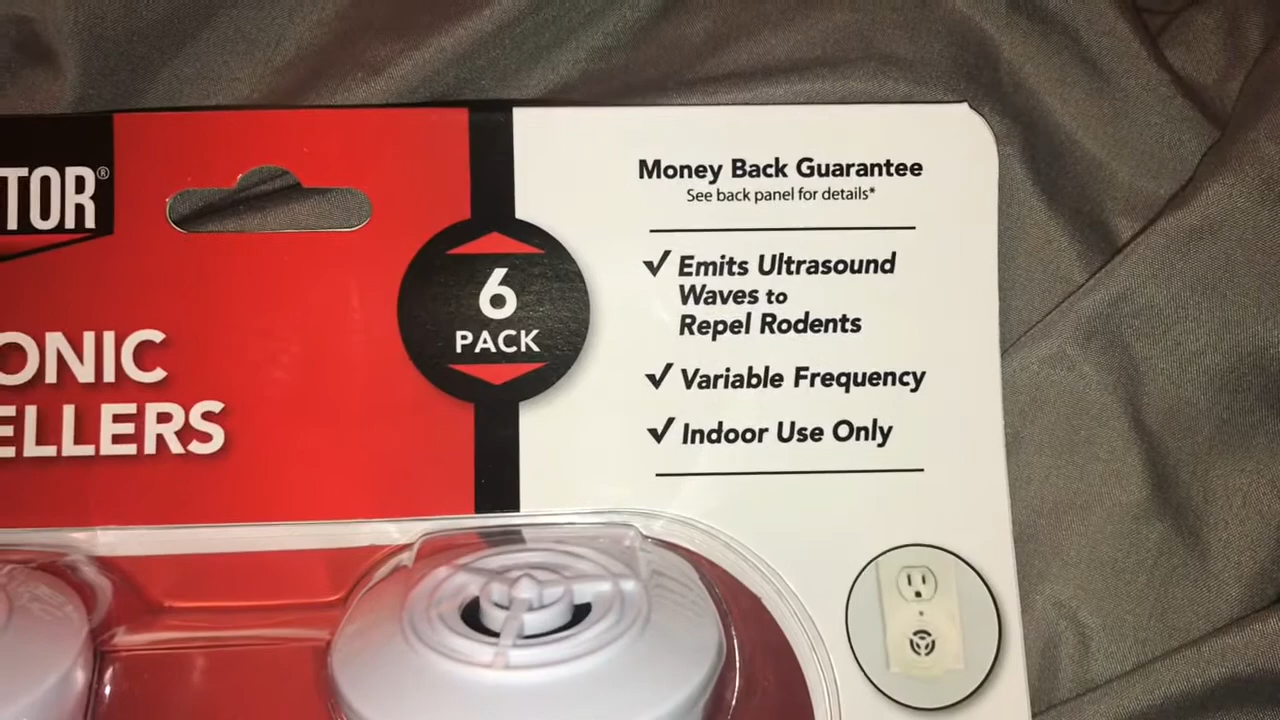 TOR®
ONIC
ELLERS
6
PACK
Money Back Guarantee
See back panel for details*
✓ Emits Ultrasound
Waves to
Repel Rodents
✓ Variable Frequency
✓ Indoor Use Only